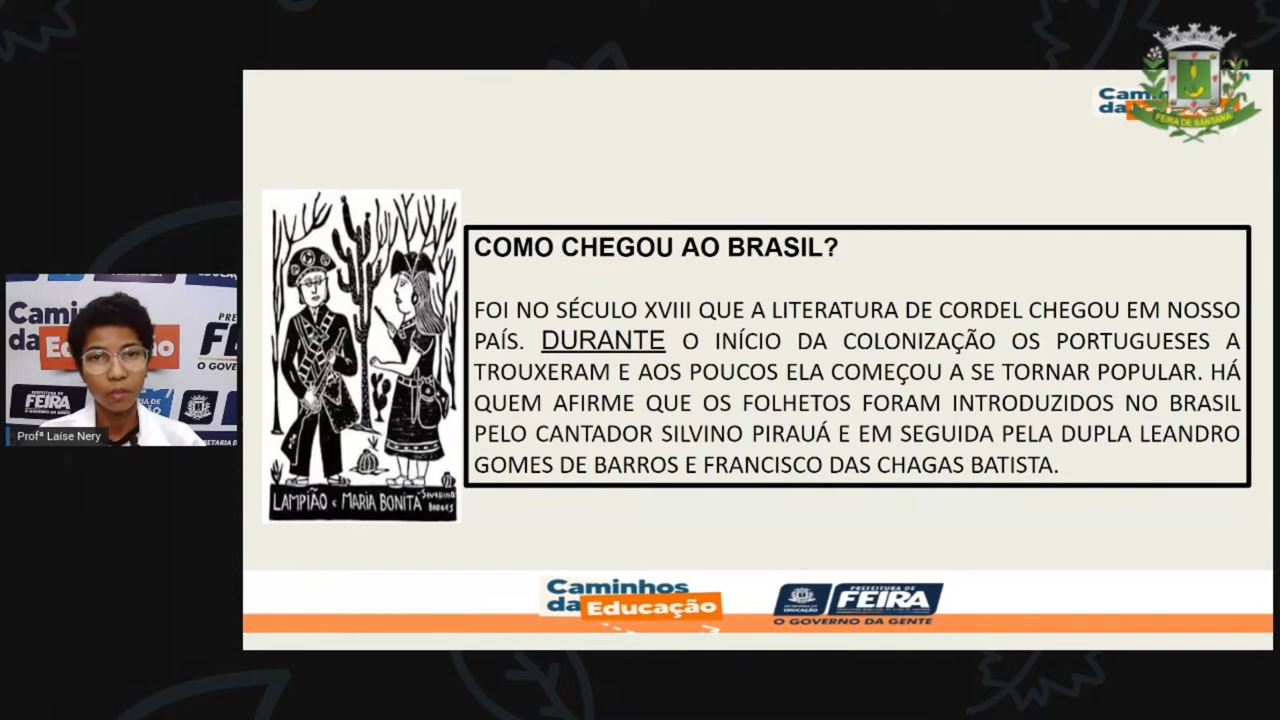 Cam
da
FEIRA DE SANTANA
COMO CHEGOU AO BRASIL?
FOI NO SÉCULO XVIII QUE A LITERATURA DE CORDEL CHEGOU EM NOSSO
PAÍS. DURANTE O INÍCIO DA COLONIZAÇÃO OS PORTUGUESES A
TROUXERAM E AOS POUCOS ELA COMEÇOU A SE TORNAR POPULAR. HÁ
QUEM AFIRME QUE OS FOLHETOS FORAM INTRODUZIDOS NO BRASIL
PELO CANTADOR SILVINO PIRAUÁ E EM SEGUIDA PELA DUPLA LEANDRO
GOMES DE BARROS E FRANCISCO DAS CHAGAS BATISTA.
LAMPIÃO e MARIA BONITA
Profª Laíse Nery
Caminhos
da Educação
PREFEITURA DE
FEIRA
O GOVERNO DA GENTE